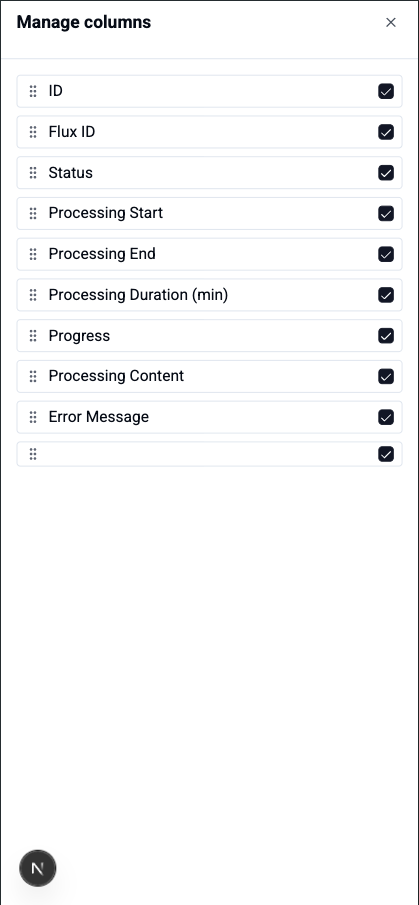 Manage columns
ID
Flux ID
Status
Processing Start
Processing End
Processing Duration (min)
Progress
Processing Content
Error Message
N